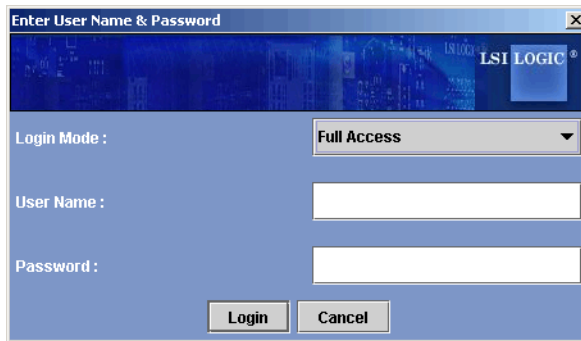 Enter User Name & Password
LSI LOGIC ®
Login Mode :
Full Access
User Name :
Password :
Login
Cancel